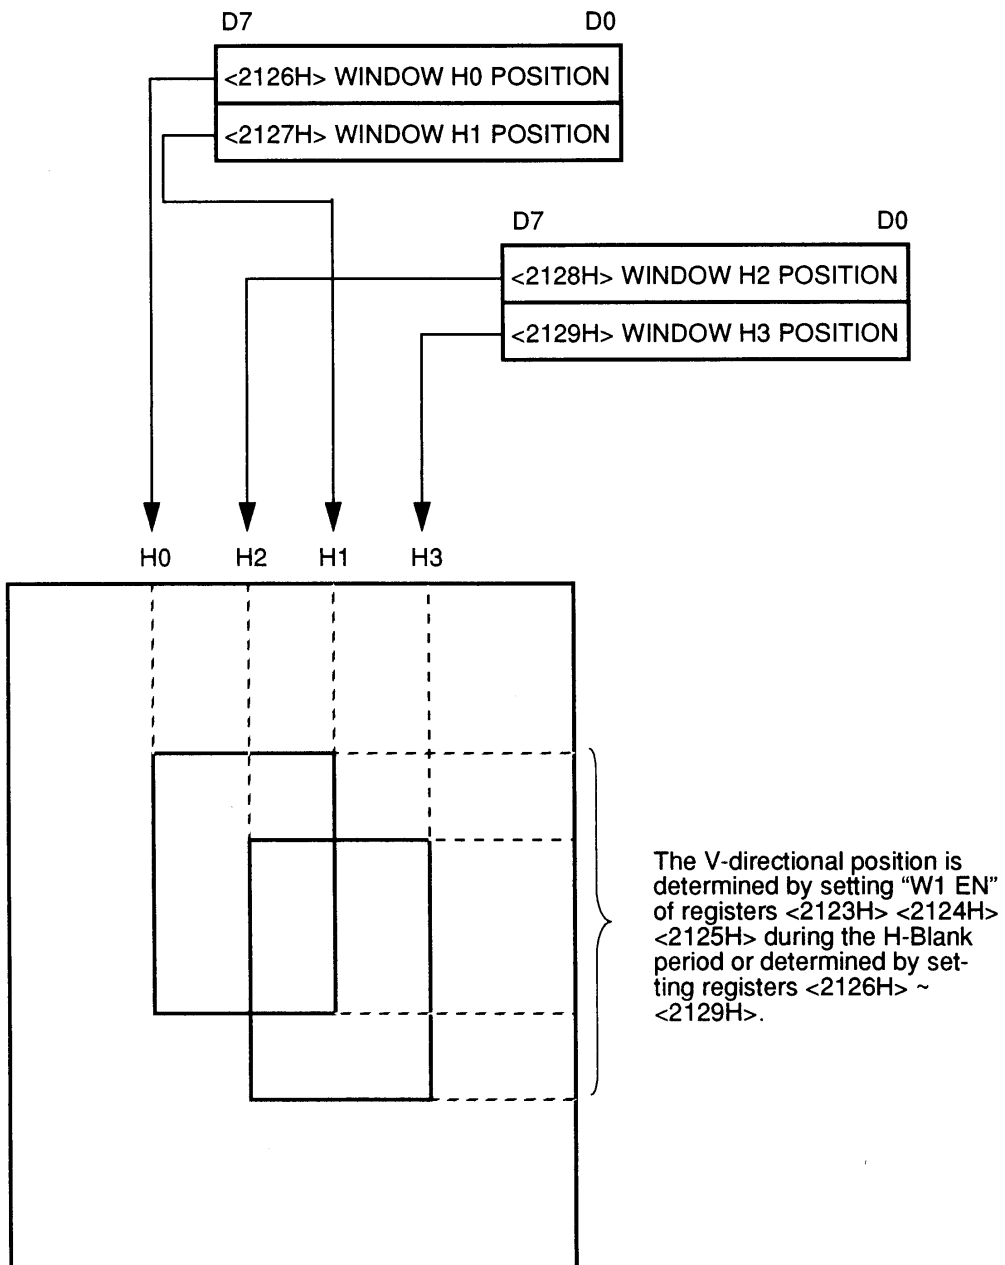 D7 D0
<2126H> WINDOW H0 POSITION
<2127H> WINDOW H1 POSITION
D7 D0
<2128H> WINDOW H2 POSITION
<2129H> WINDOW H3 POSITION
H0 H2 H1 H3
The V-directional position is
determined by setting “W1 EN”
of registers <2123H> <2124H>
<2125H> during the H-Blank
period or determined by set-
ting registers <2126H> ~
<2129H>.